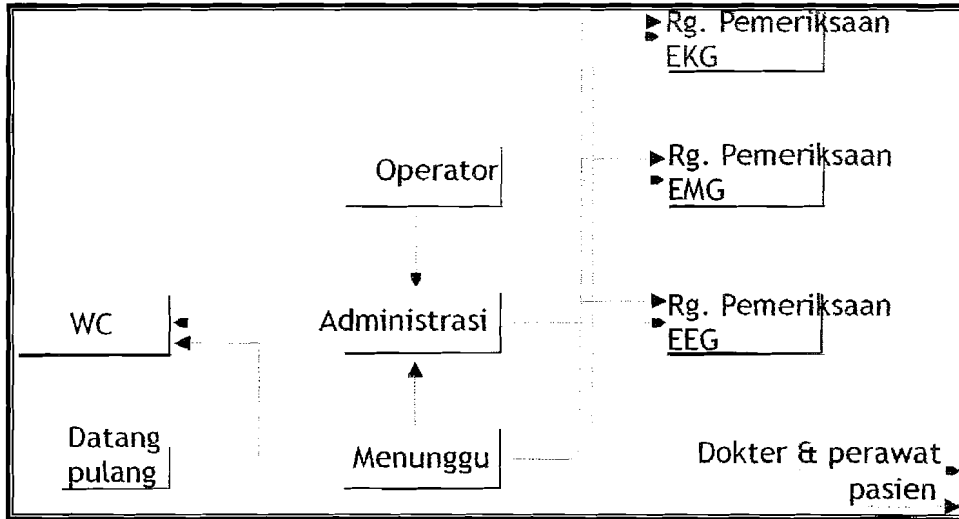 Rg. Pemeriksaan
EKG
Operator
Rg. Pemeriksaan
EMG
WC
Administrasi
Rg. Pemeriksaan
EEG
Datang
pulang
Menunggu
Dokter & perawat
pasien